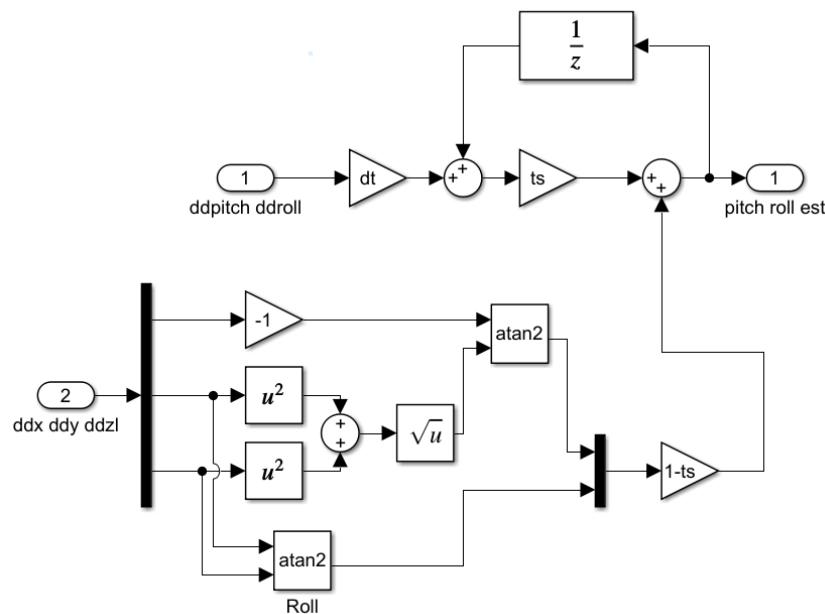 1
z
1
ddpitch ddroll
dt
+
+
ts
+
+
1
pitch roll est
-1
atan2
2
ddx ddy ddzl
u²
+
+
√u
u²
1-ts
atan2
Roll